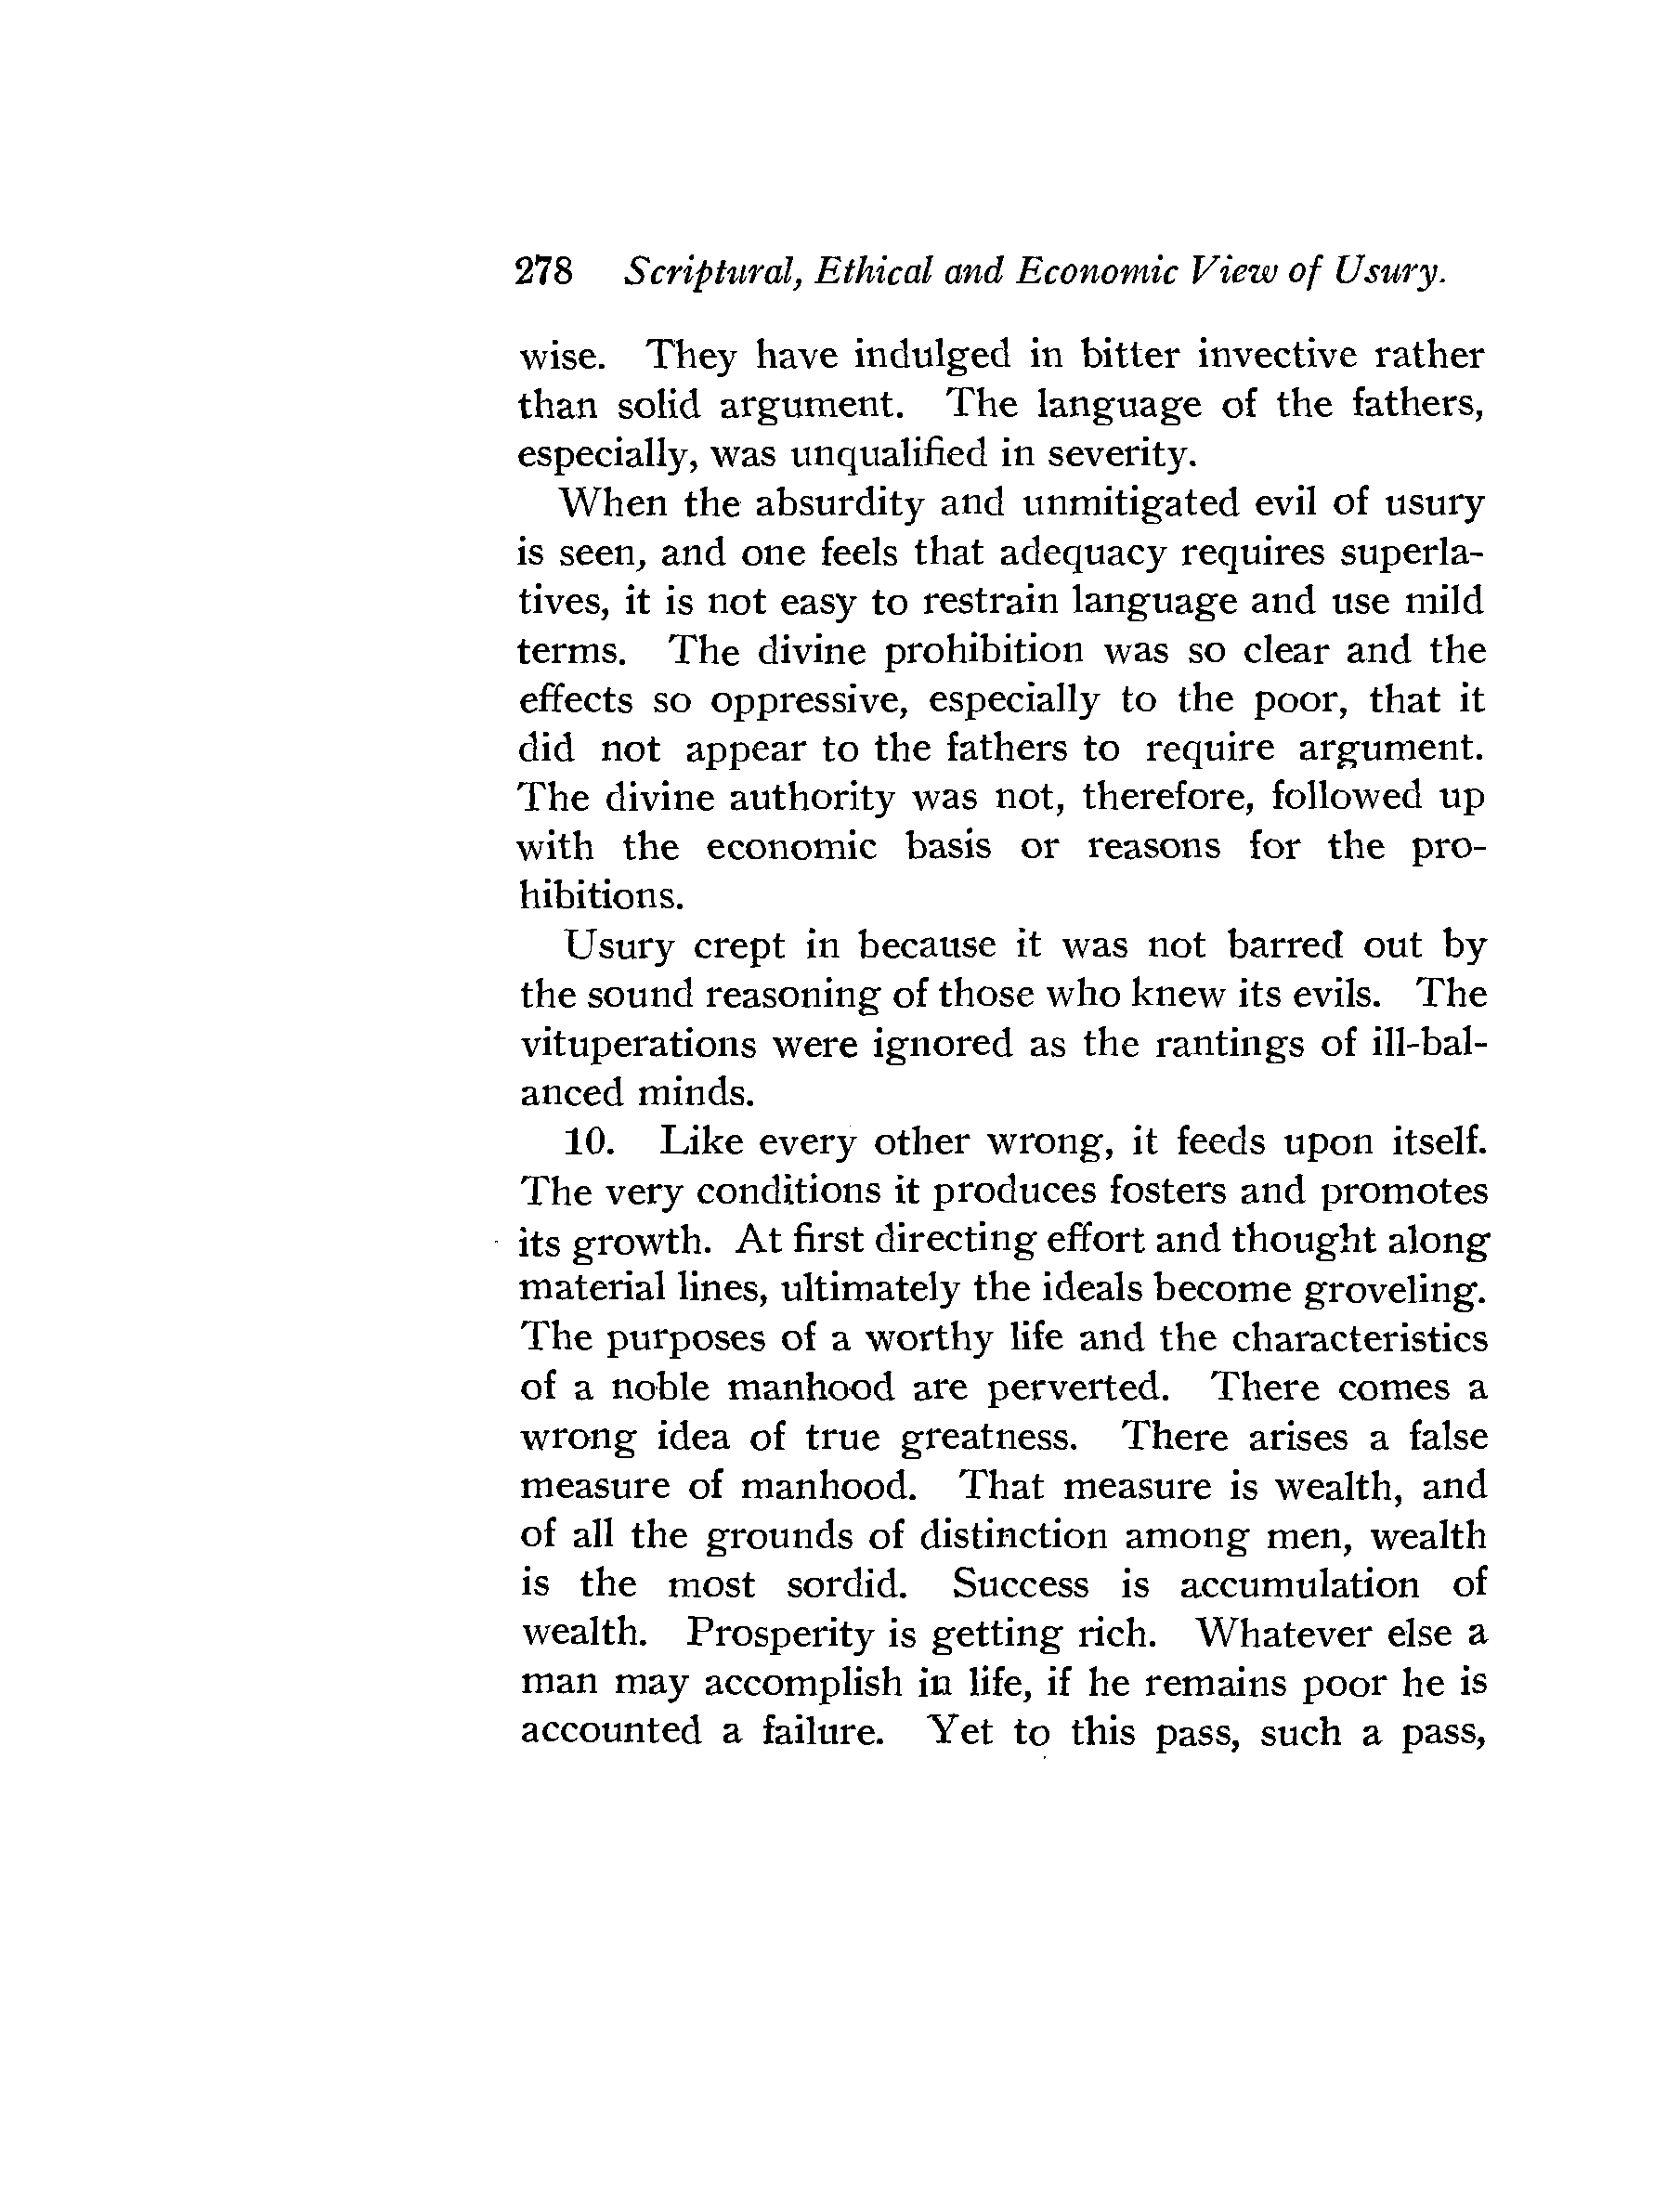 278 Scriptural, Ethical and Economic View of Usury.
wise. They have indulged in bitter invective rather
than solid argument. The language of the fathers,
especially, was unqualified in severity.
When the absurdity and unmitigated evil of usury
is seen, and one feels that adequacy requires superla-
tives, it is not easy to restrain language and use mild
terms. The divine prohibition was so clear and the
effects so oppressive, especially to the poor, that it
did not appear to the fathers to require argument.
The divine authority was not, therefore, followed up
with the economic basis or reasons for the pro-
hibitions.
Usury crept in because it was not barred out by
the sound reasoning of those who knew its evils. The
vituperations were ignored as the rantings of ill-bal-
anced minds.
10. Like every other wrong, it feeds upon itself.
The very conditions it produces fosters and promotes
its growth. At first directing effort and thought along
material lines, ultimately the ideals become groveling.
The purposes of a worthy life and the characteristics
of a noble manhood are perverted. There comes a
wrong idea of true greatness. There arises a false
measure of manhood. That measure is wealth, and
of all the grounds of distinction among men, wealth
is the most sordid. Success is accumulation of
wealth. Prosperity is getting rich. Whatever else a
man may accomplish in life, if he remains poor he is
accounted a failure. Yet to this pass, such a pass,